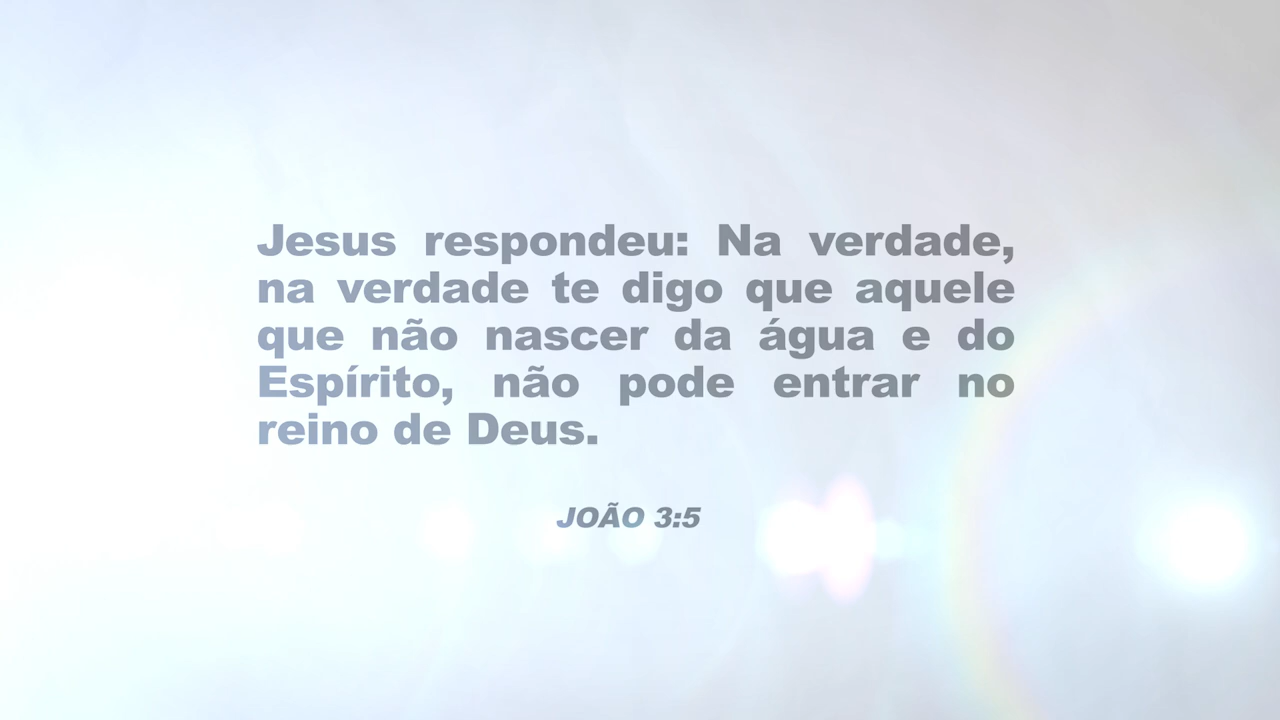 Jesus respondeu: Na verdade,
na verdade te digo que aquele
que não nascer da água e do
Espírito, não pode entrar no
reino de Deus.
JOÃO 3:5